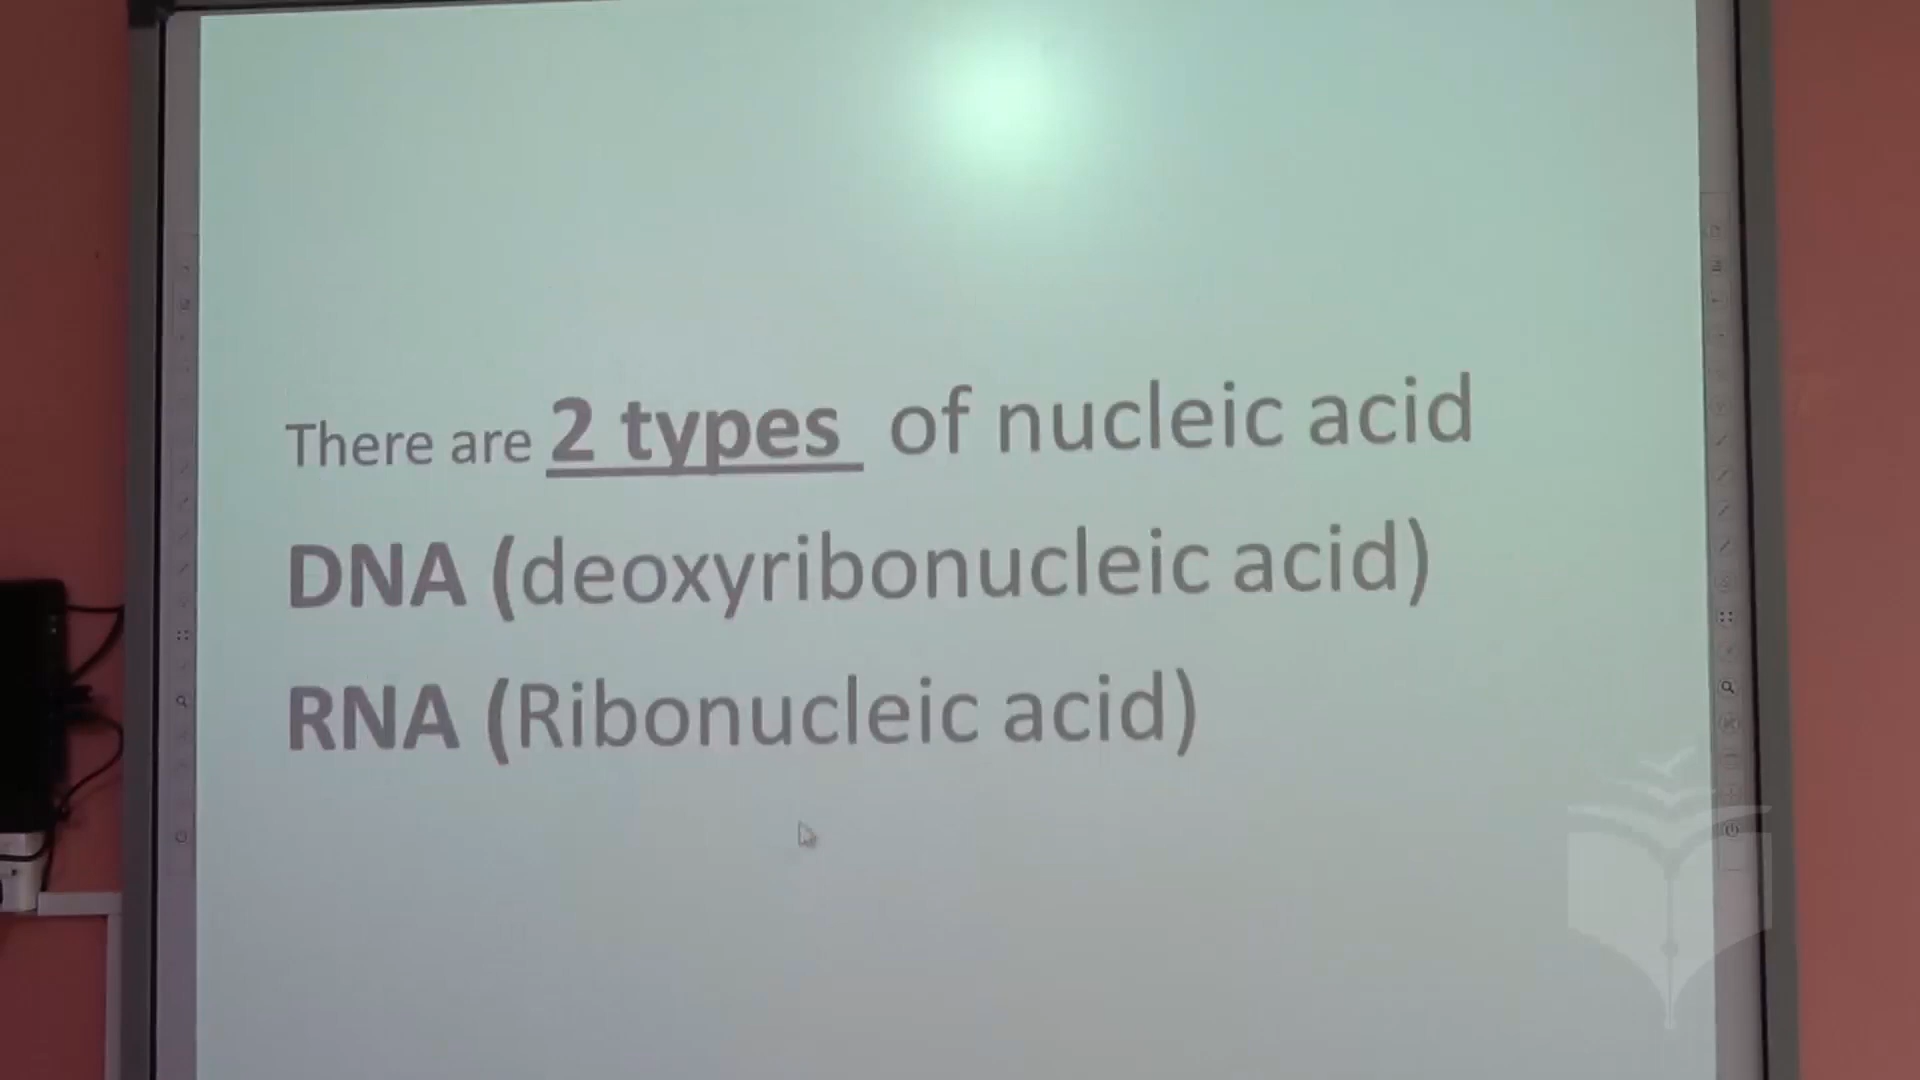 There are 2 types of nucleic acid
DNA (deoxyribonucleic acid)
RNA (Ribonucleic acid)